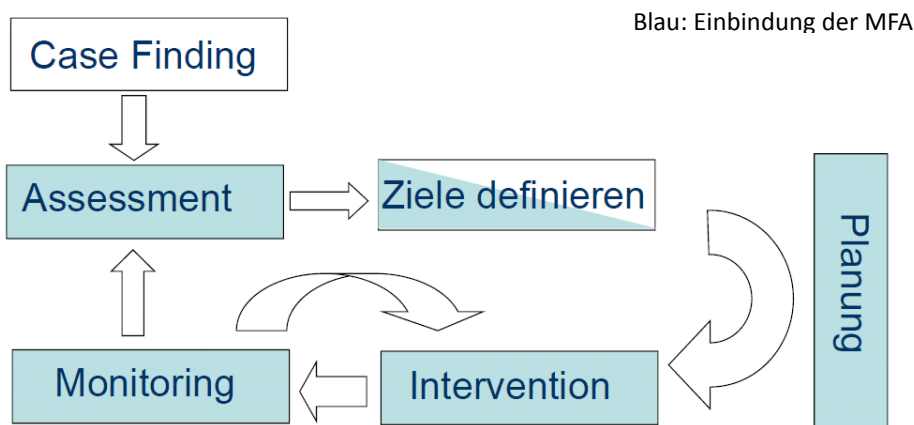 Blau: Einbindung der MFA
Case Finding
Assessment
Ziele definieren
Planung
Monitoring
Intervention